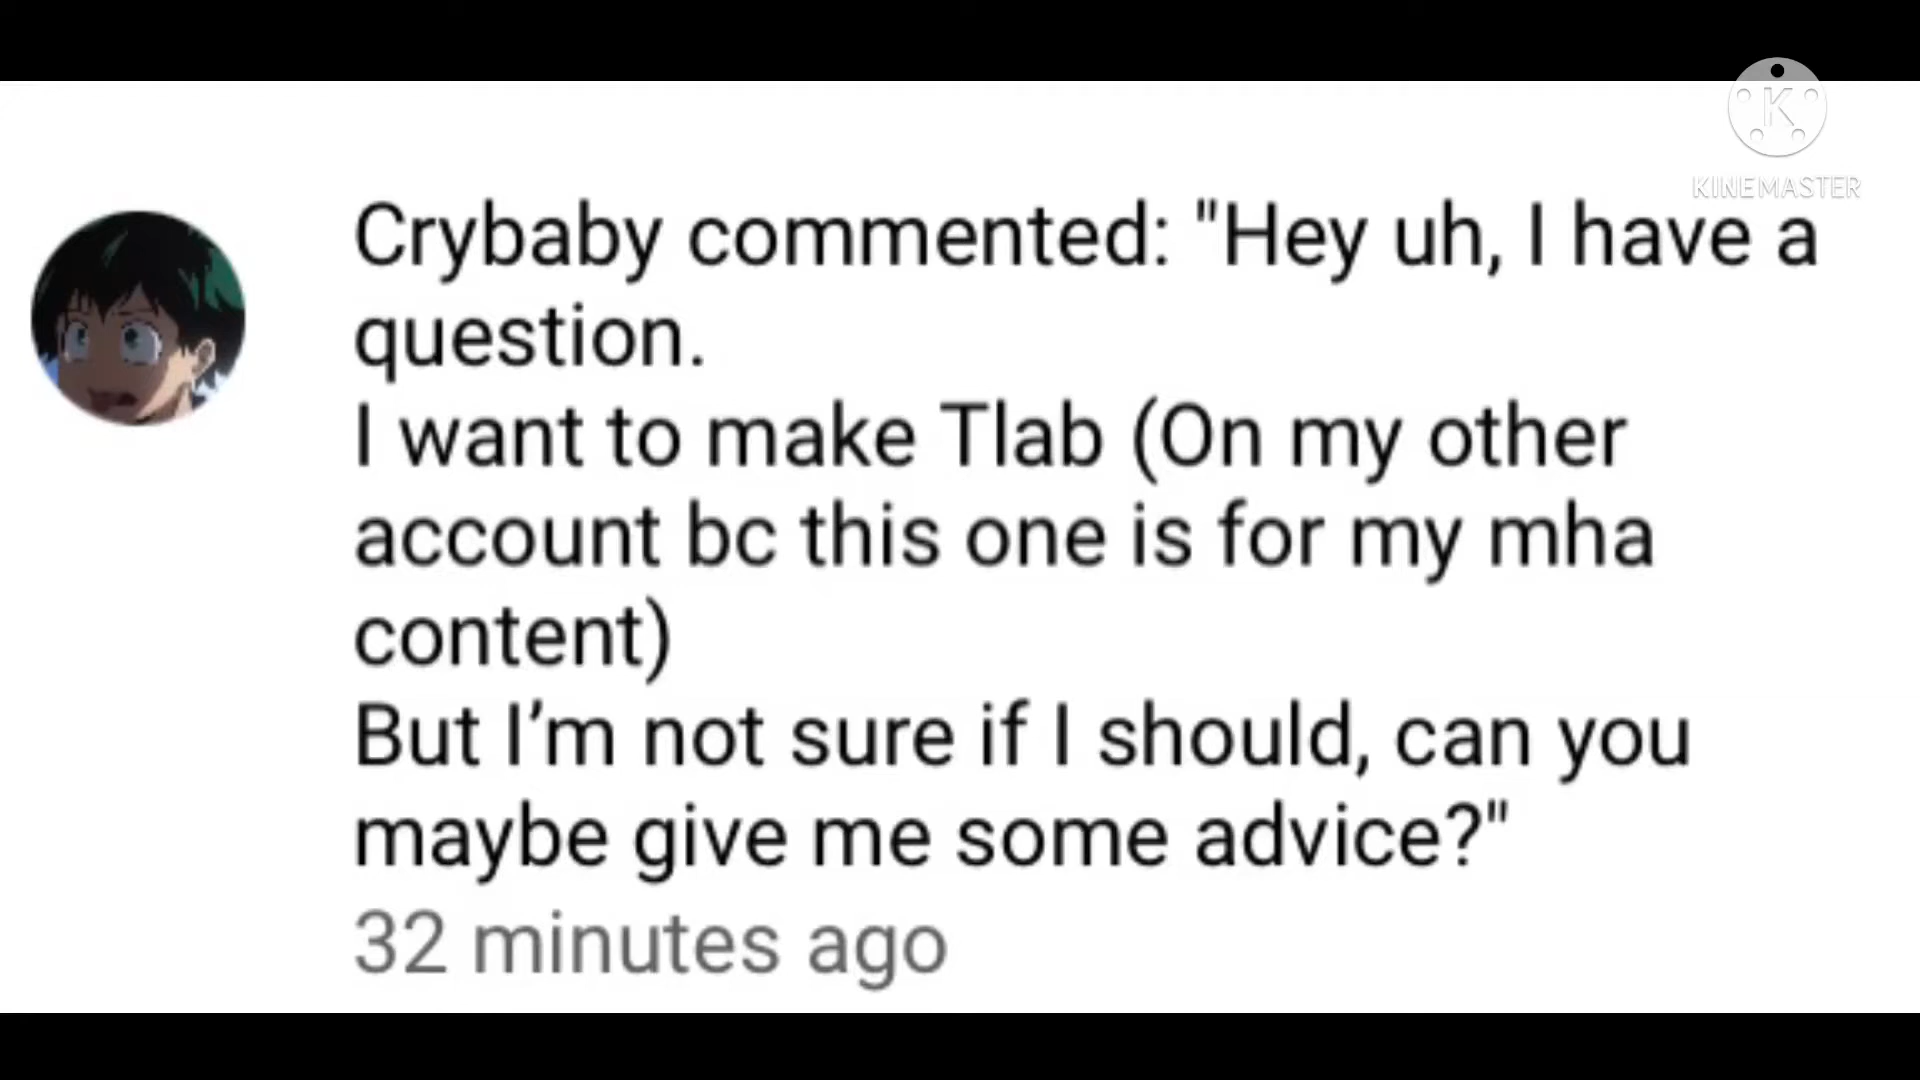 K
KINEMASTER
Crybaby commented: "Hey uh, I have a
question.
I want to make Tlab (On my other
account bc this one is for my mha
content)
But I’m not sure if I should, can you
maybe give me some advice?"
32 minutes ago